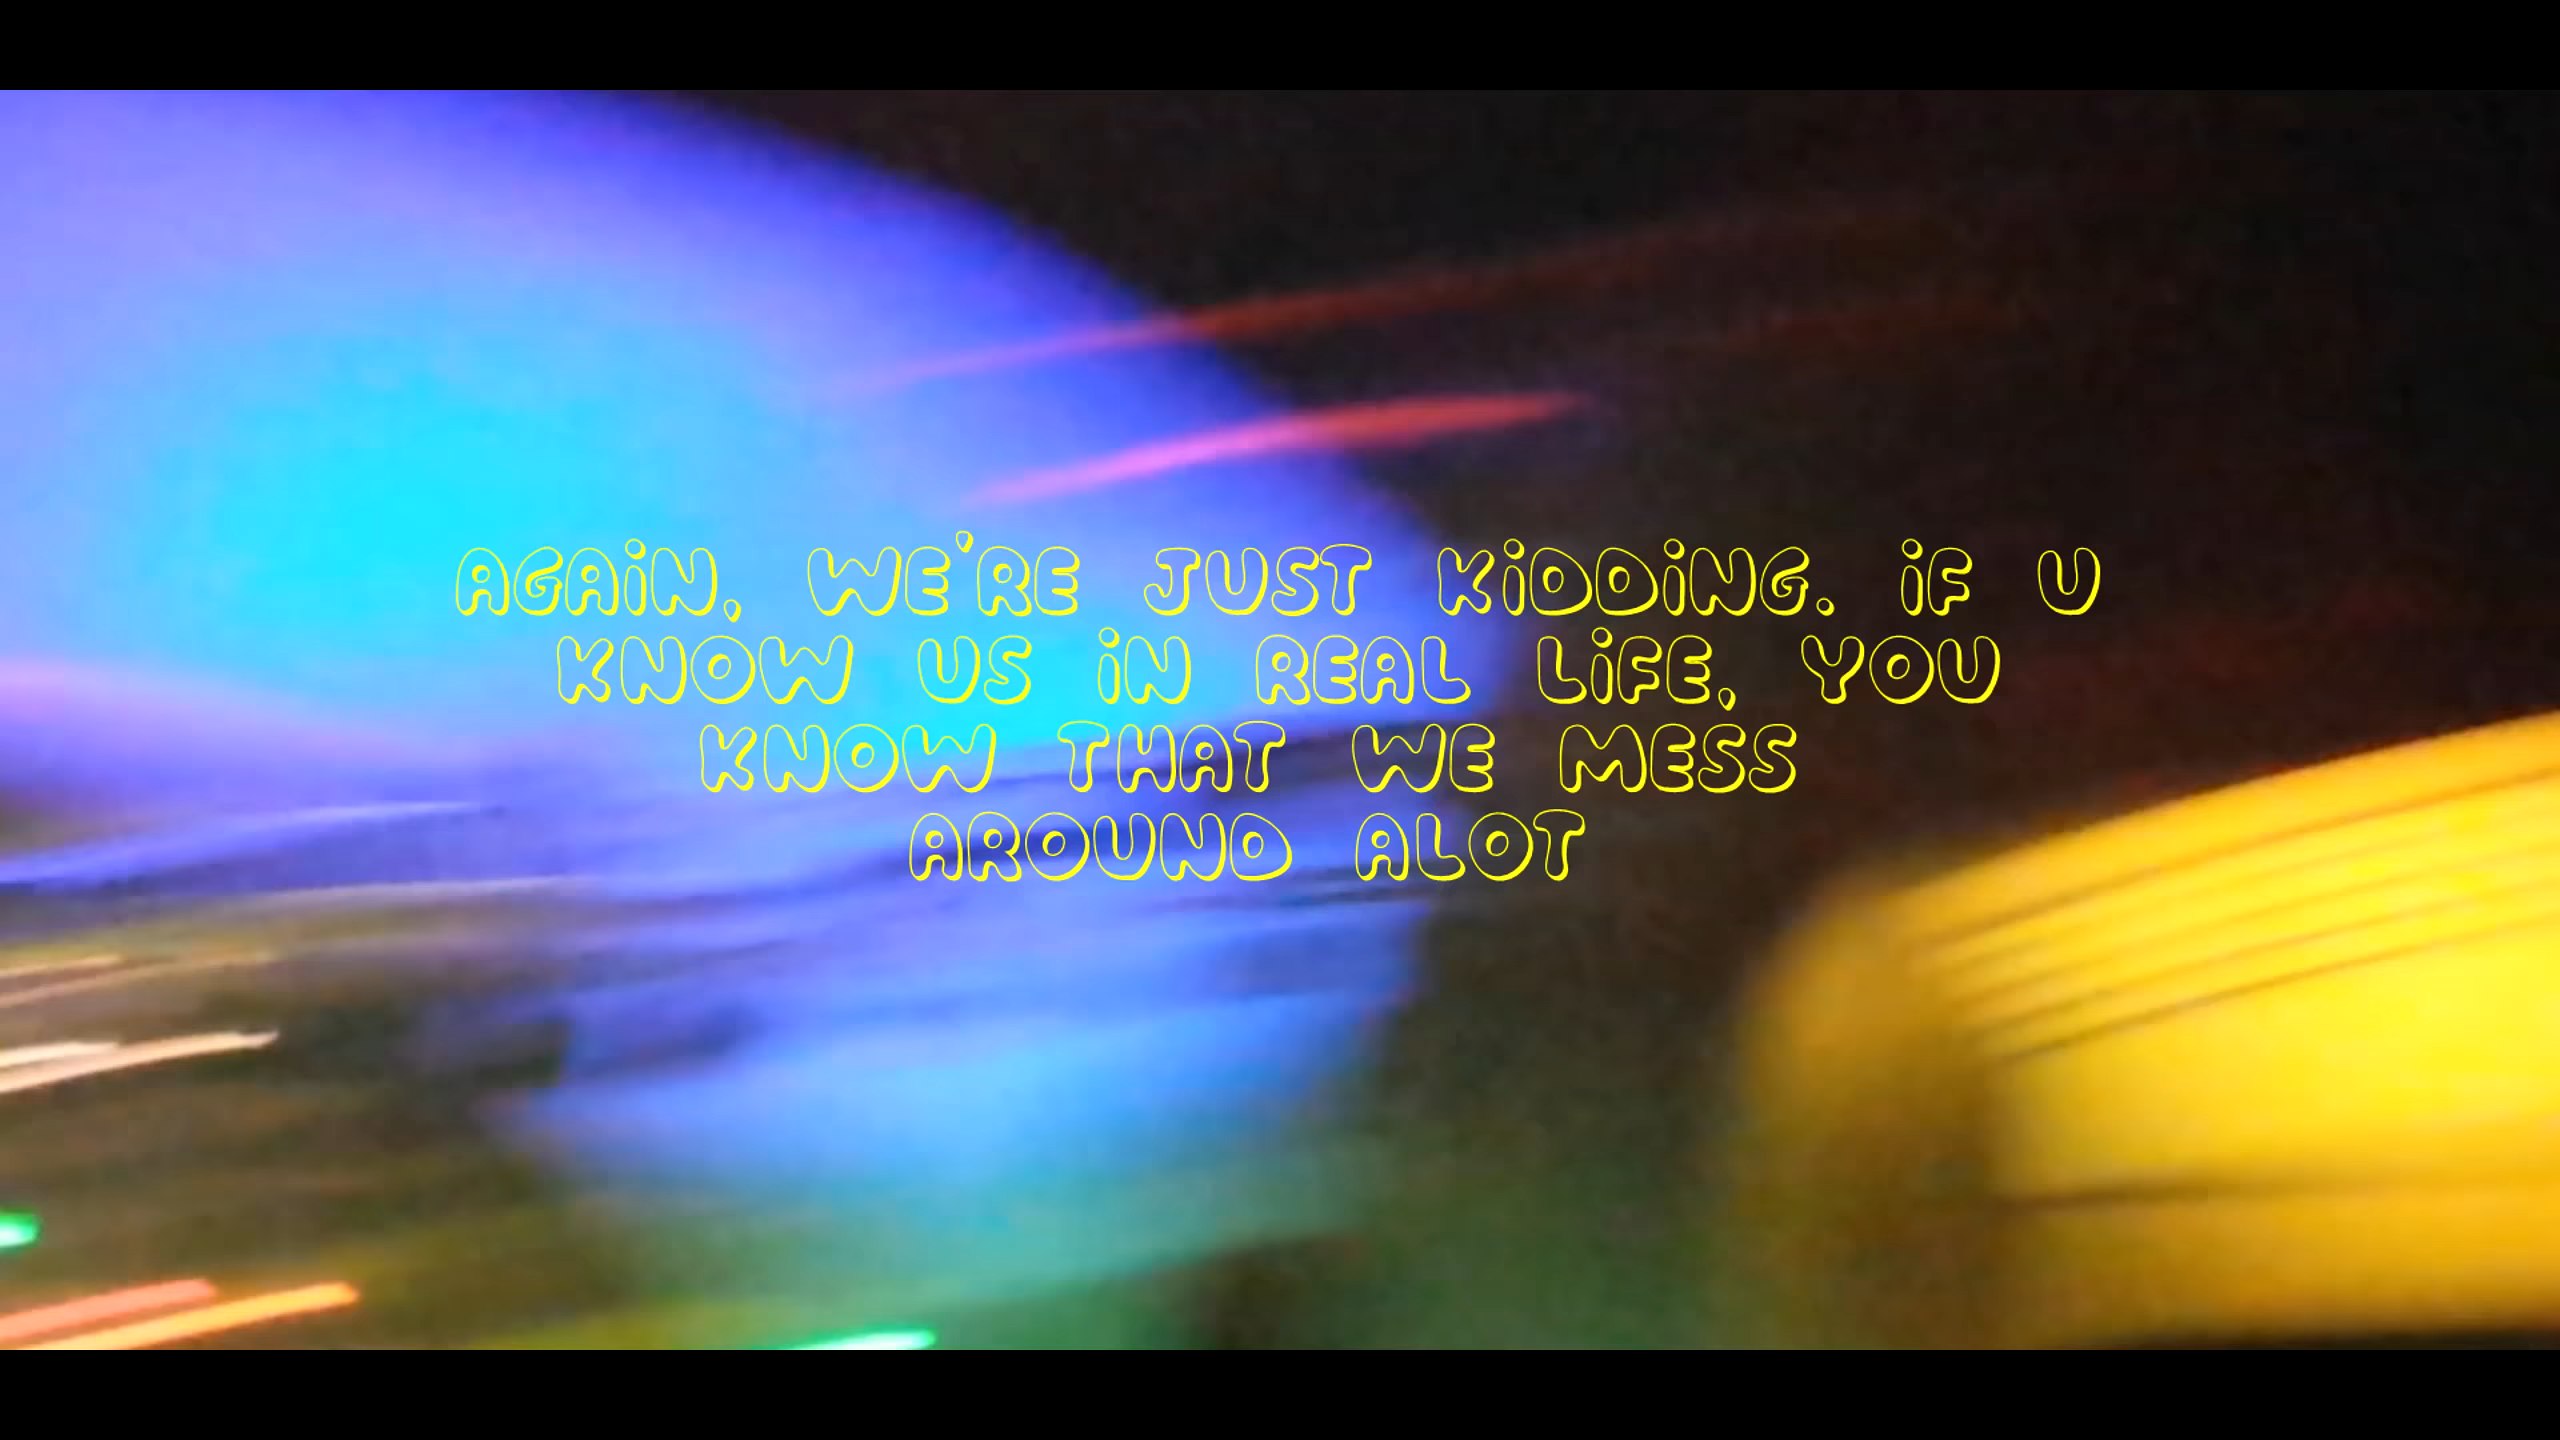 AGAiN, WE'RE JUST KiDDiNG. iF U
KNOW US iN REAL LiFE, YOU
KNOW THAT WE MESS
AROUND ALOT